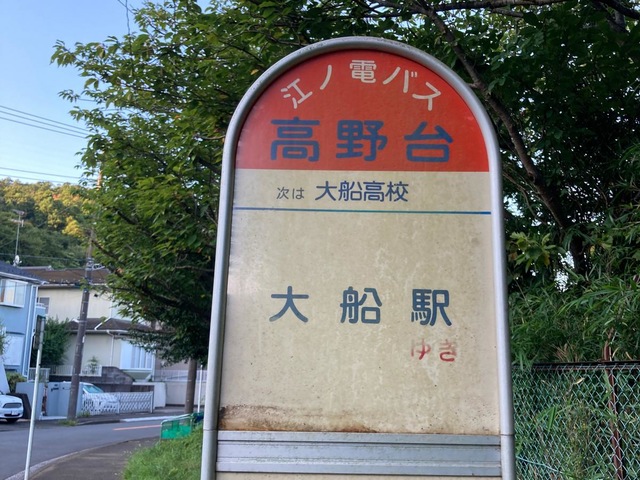 江ノ電バス
高野台
次は 大船高校
大船駅
ゆき